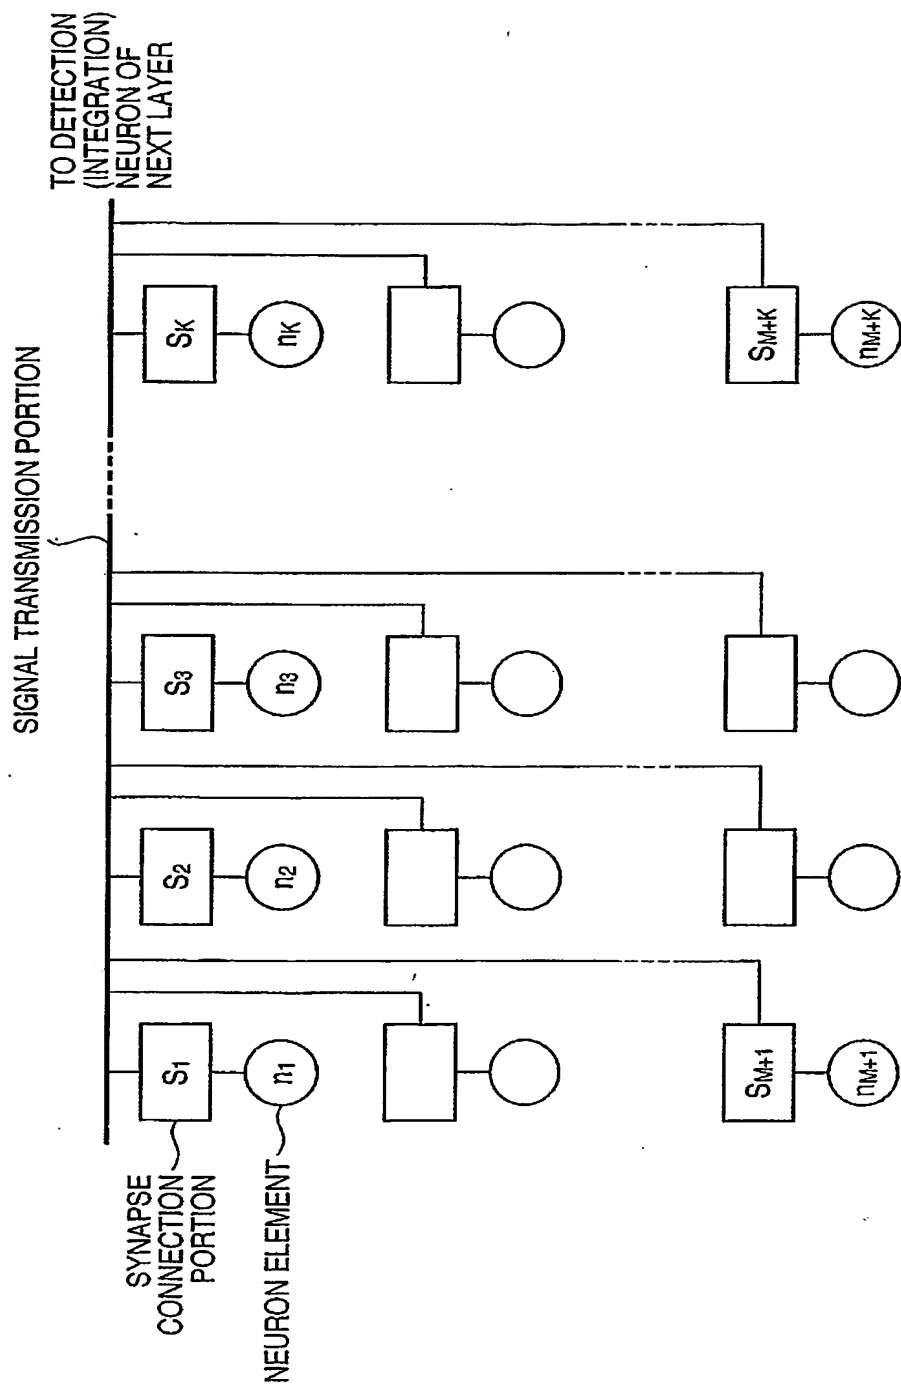 SIGNAL TRANSMISSION PORTION
TO DETECTION
(INTEGRATION)
NEURON OF
NEXT LAYER
SYNAPSE
CONNECTION
PORTION
NEURON ELEMENT
S1
S2
S3
SK
n1
n2
n3
nK
SM+1
SM+K
nM+1
nM+K